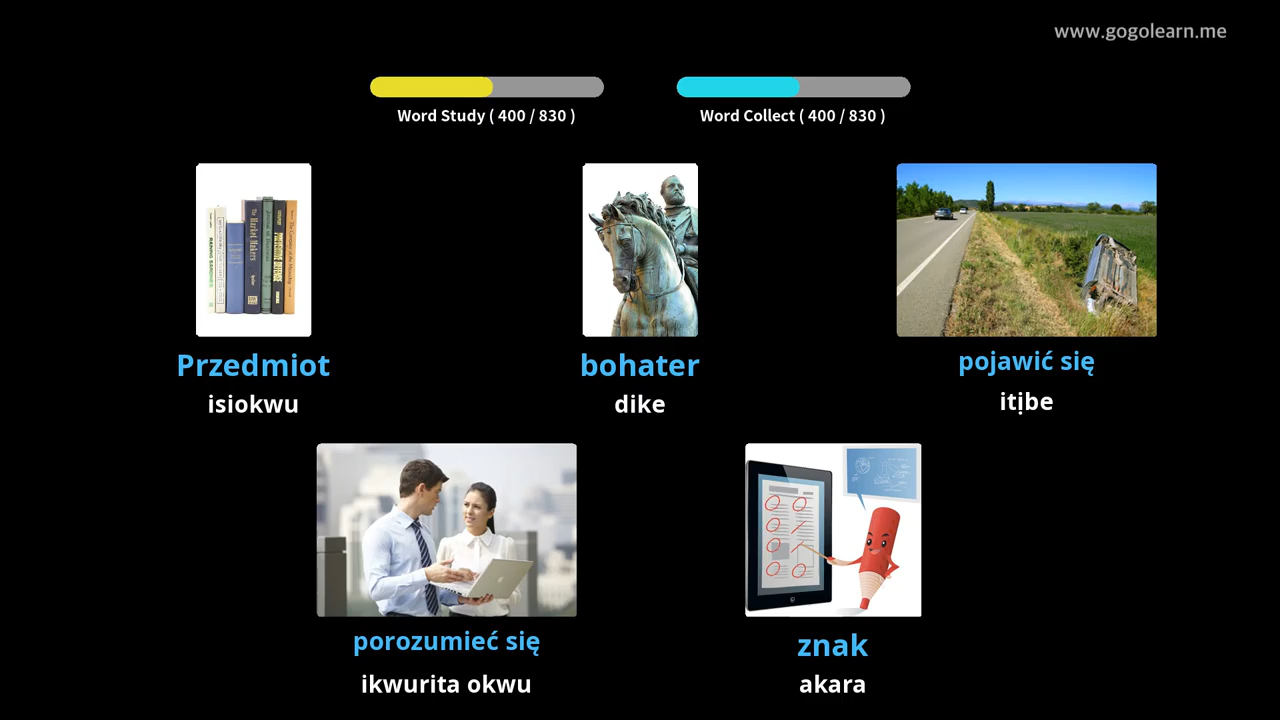 www.gogolearn.me
Word Study ( 400 / 830 )
Word Collect ( 400 / 830 )
Przedmiot
isiokwu
bohater
dike
pojawić się
itịbe
porozumieć się
ikwurita okwu
znak
akara